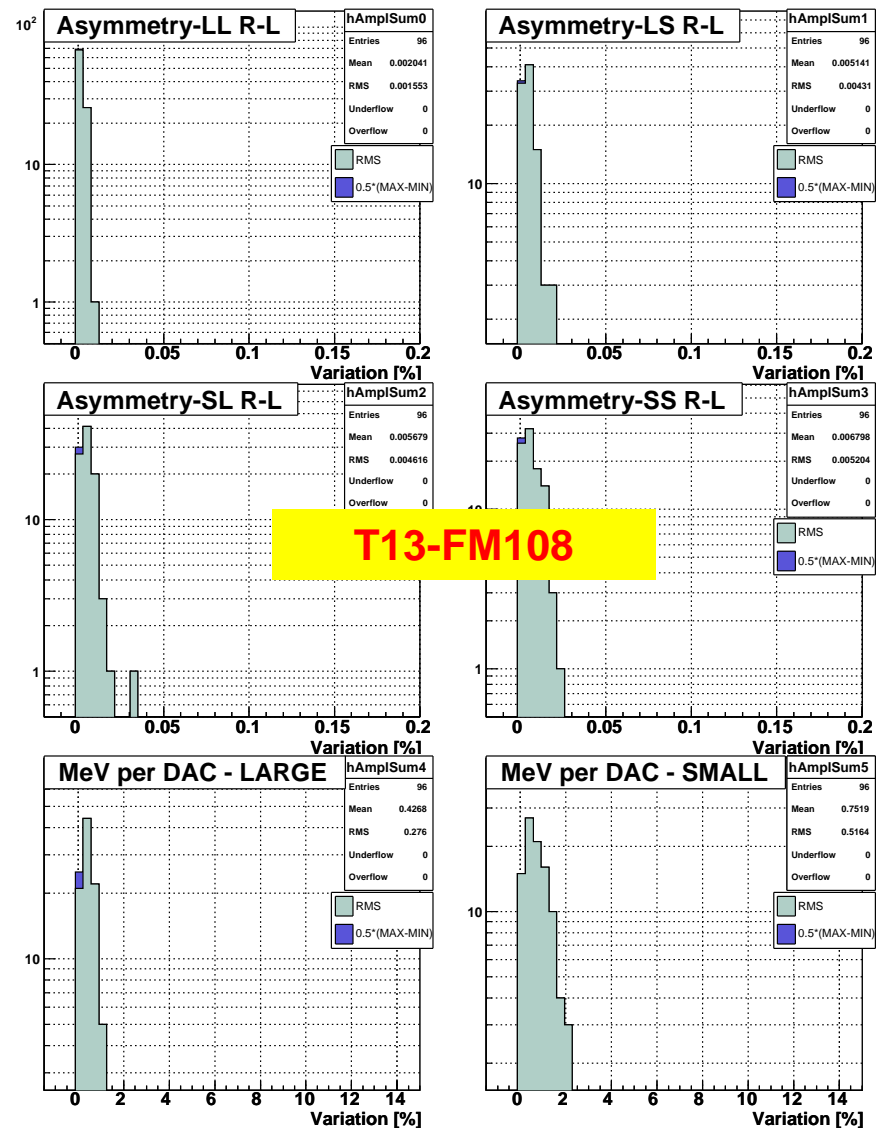 Asymmetry-LL R-L
hAmplSum0
Entries 96
Mean 0.002041
RMS 0.001553
Underflow 0
Overflow 0
RMS
0.5*(MAX-MIN)
10²
10
1
0 0.05 0.1 0.15 0.2
Variation [%]
Asymmetry-LS R-L
hAmplSum1
Entries 96
Mean 0.005141
RMS 0.00431
Underflow 0
Overflow 0
RMS
0.5*(MAX-MIN)
10
0 0.05 0.1 0.15 0.2
Variation [%]
Asymmetry-SL R-L
hAmplSum2
Entries 96
Mean 0.005679
RMS 0.004616
Underflow 0
Overflow 0
10
1
0 0.05 0.1 0.15 0.2
Variation [%]
Asymmetry-SS R-L
hAmplSum3
Entries 96
Mean 0.006798
RMS 0.005204
Underflow 0
Overflow 0
RMS
0.5*(MAX-MIN)
1
0 0.05 0.1 0.15 0.2
Variation [%]
T13-FM108
MeV per DAC - LARGE
hAmplSum4
Entries 96
Mean 0.4268
RMS 0.276
Underflow 0
Overflow 0
RMS
0.5*(MAX-MIN)
10
0 2 4 6 8 10 12 14
Variation [%]
MeV per DAC - SMALL
hAmplSum5
Entries 96
Mean 0.7519
RMS 0.5164
Underflow 0
Overflow 0
RMS
0.5*(MAX-MIN)
10
0 2 4 6 8 10 12 14
Variation [%]